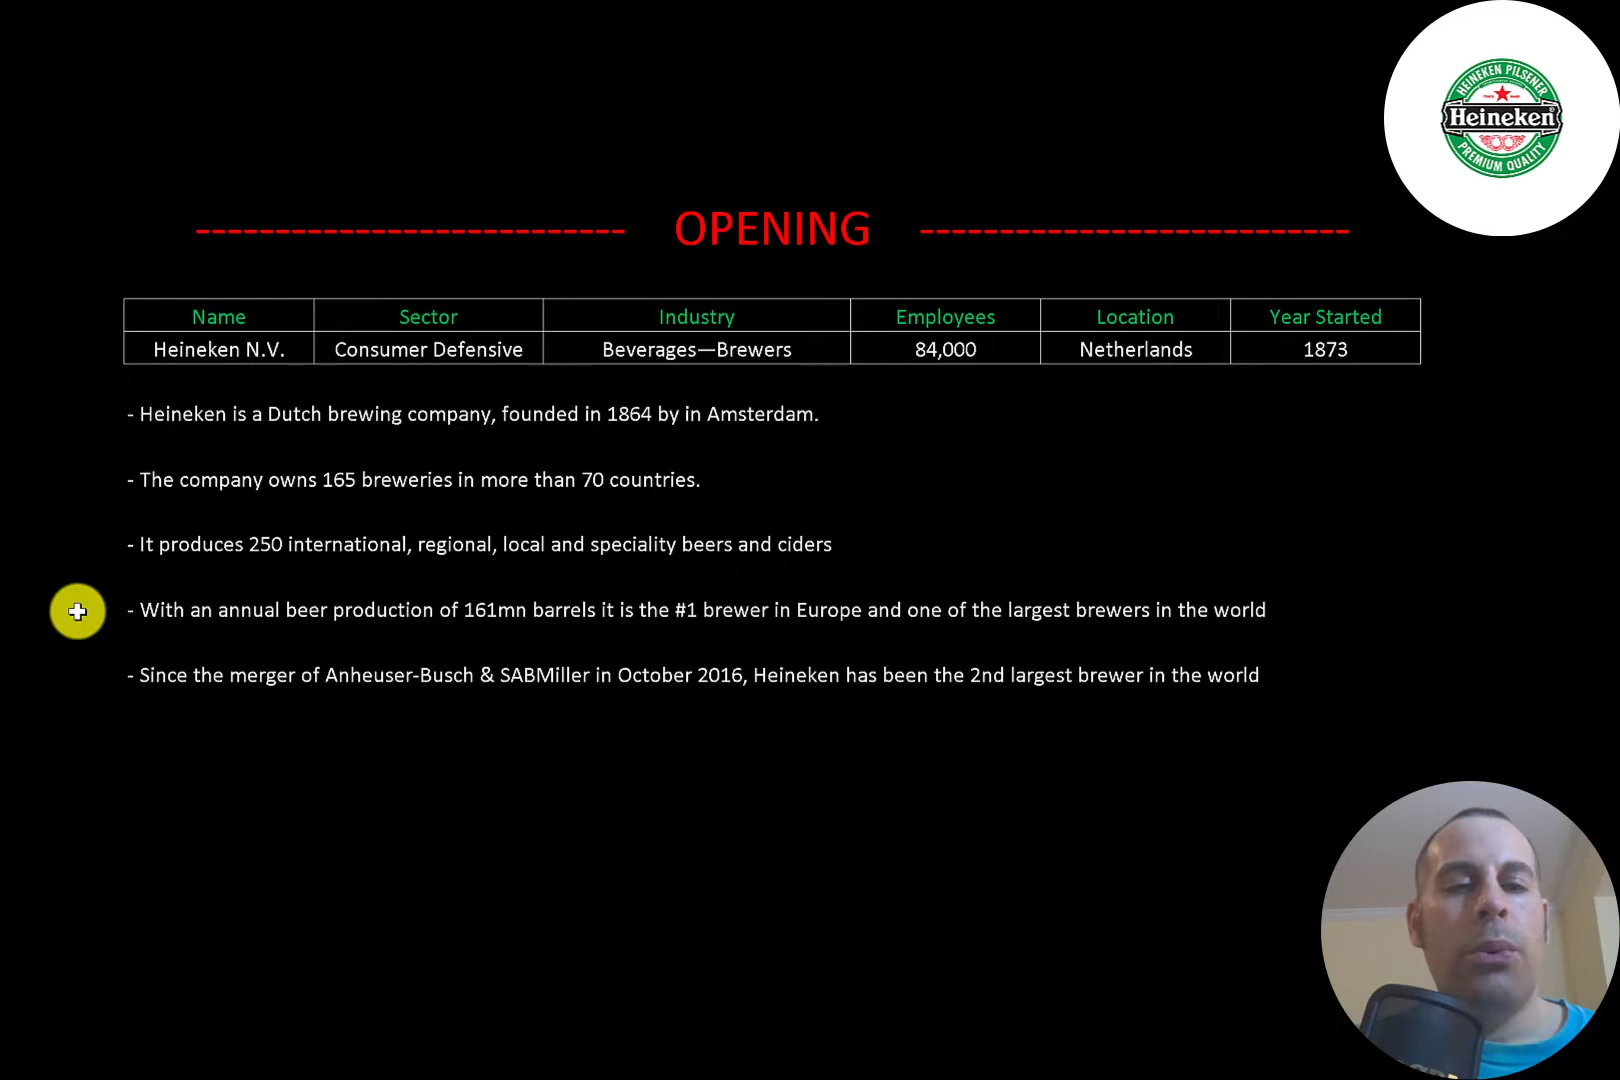 HEINEKEN PILSENER
Heineken
PREMIUM QUALITY
-------------------------- OPENING --------------------------
Name Sector Industry Employees Location Year Started
Heineken N.V. Consumer Defensive Beverages—Brewers 84,000 Netherlands 1873
- Heineken is a Dutch brewing company, founded in 1864 by in Amsterdam.
- The company owns 165 breweries in more than 70 countries.
- It produces 250 international, regional, local and speciality beers and ciders
- With an annual beer production of 161mn barrels it is the #1 brewer in Europe and one of the largest brewers in the world
- Since the merger of Anheuser-Busch & SABMiller in October 2016, Heineken has been the 2nd largest brewer in the world